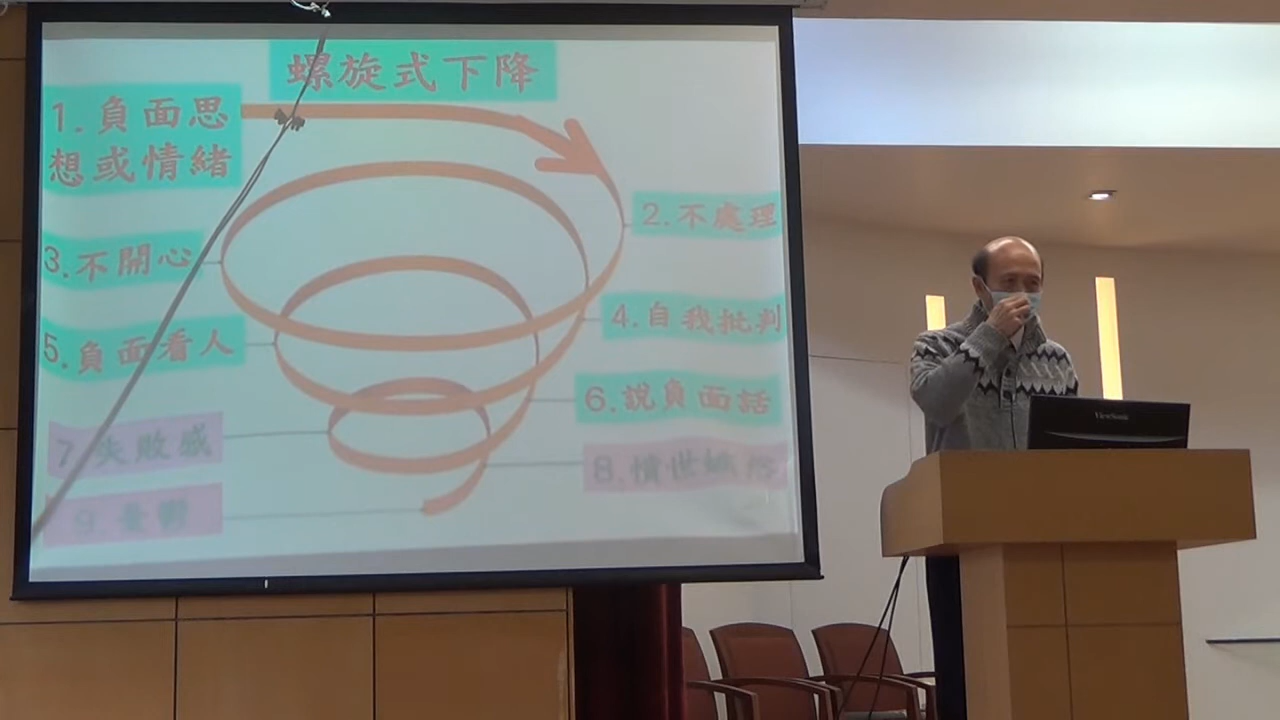 螺旋式下降
1.負面思
想或情緒
2.不處理
3.不開心
4.自我批判
5.負面看人
6.說負面話
7.失敗感
8.憤世嫉俗
9.憂鬱
ViewSonic